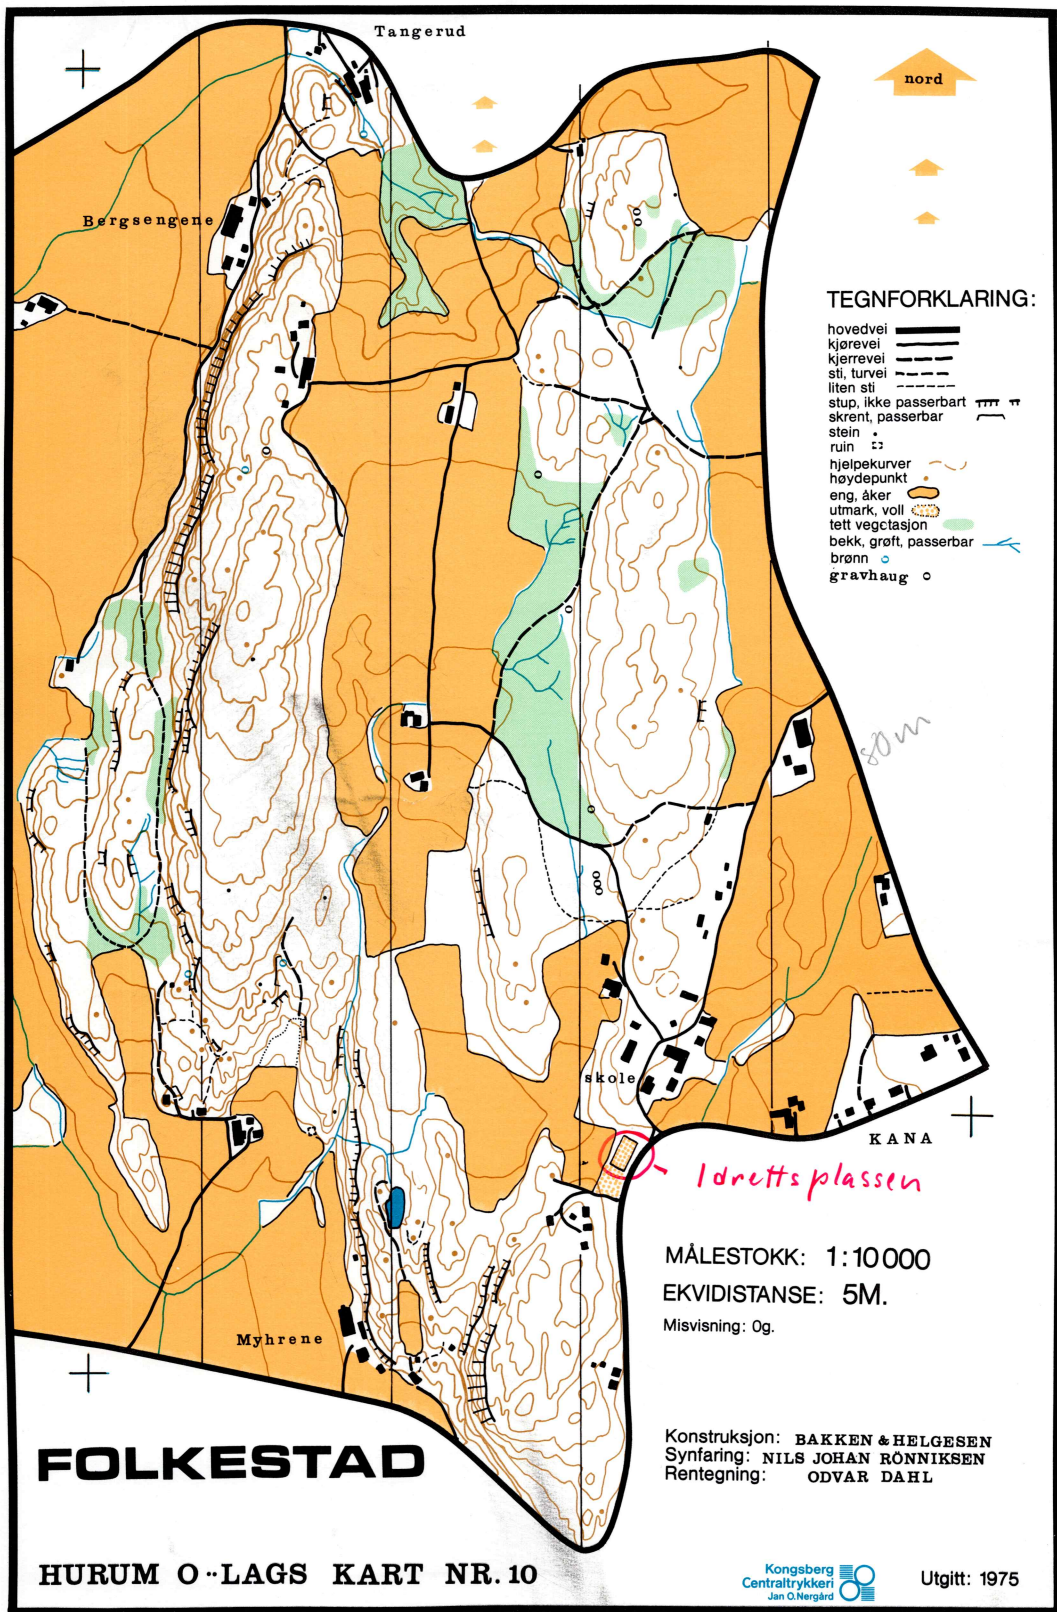 Tangerud
nord
Bergsengene
TEGNFORKLARING:
hovedvei
kjørevei
kjerrevei
sti, turvei
liten sti
stup, ikke passerbart
skrent, passerbar
stein
ruin
hjelpekurver
høydepunkt
eng, åker
utmark, voll
tett vegetasjon
bekk, grøft, passerbar
brønn
gravhaug
skole
KANA
Idrettsplassen
MÅLESTOKK: 1:10000
EKVIDISTANSE: 5M.
Misvisning: 0g.
Myhrene
Konstruksjon: BAKKEN & HELGESEN
Synfaring: NILS JOHAN RÖNNIKSEN
Rentegning: ODVAR DAHL
FOLKESTAD
HURUM O-LAGS KART NR. 10
Kongsberg
Centraltrykkeri
Jan O. Nergård
Utgitt: 1975